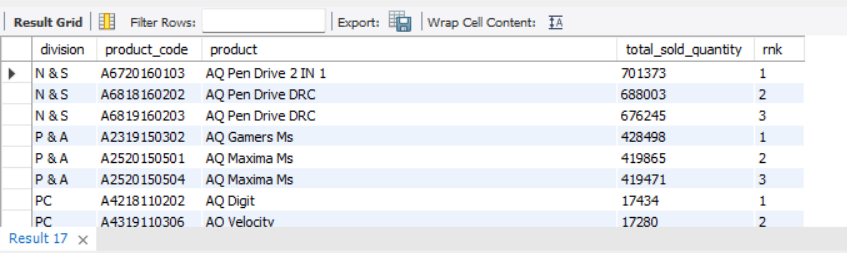 Result Grid Filter Rows: Export: Wrap Cell Content: IA
division product_code product total_sold_quantity rnk
N & S A6720160103 AQ Pen Drive 2 IN 1 701373 1
N & S A6818160202 AQ Pen Drive DRC 688003 2
N & S A6819160203 AQ Pen Drive DRC 676245 3
P & A A2319150302 AQ Gamers Ms 428498 1
P & A A2520150501 AQ Maxima Ms 419865 2
P & A A2520150504 AQ Maxima Ms 419471 3
PC A4218110202 AQ Digit 17434 1
PC A4319110306 AQ Velocity 17280 2
Result 17 ×